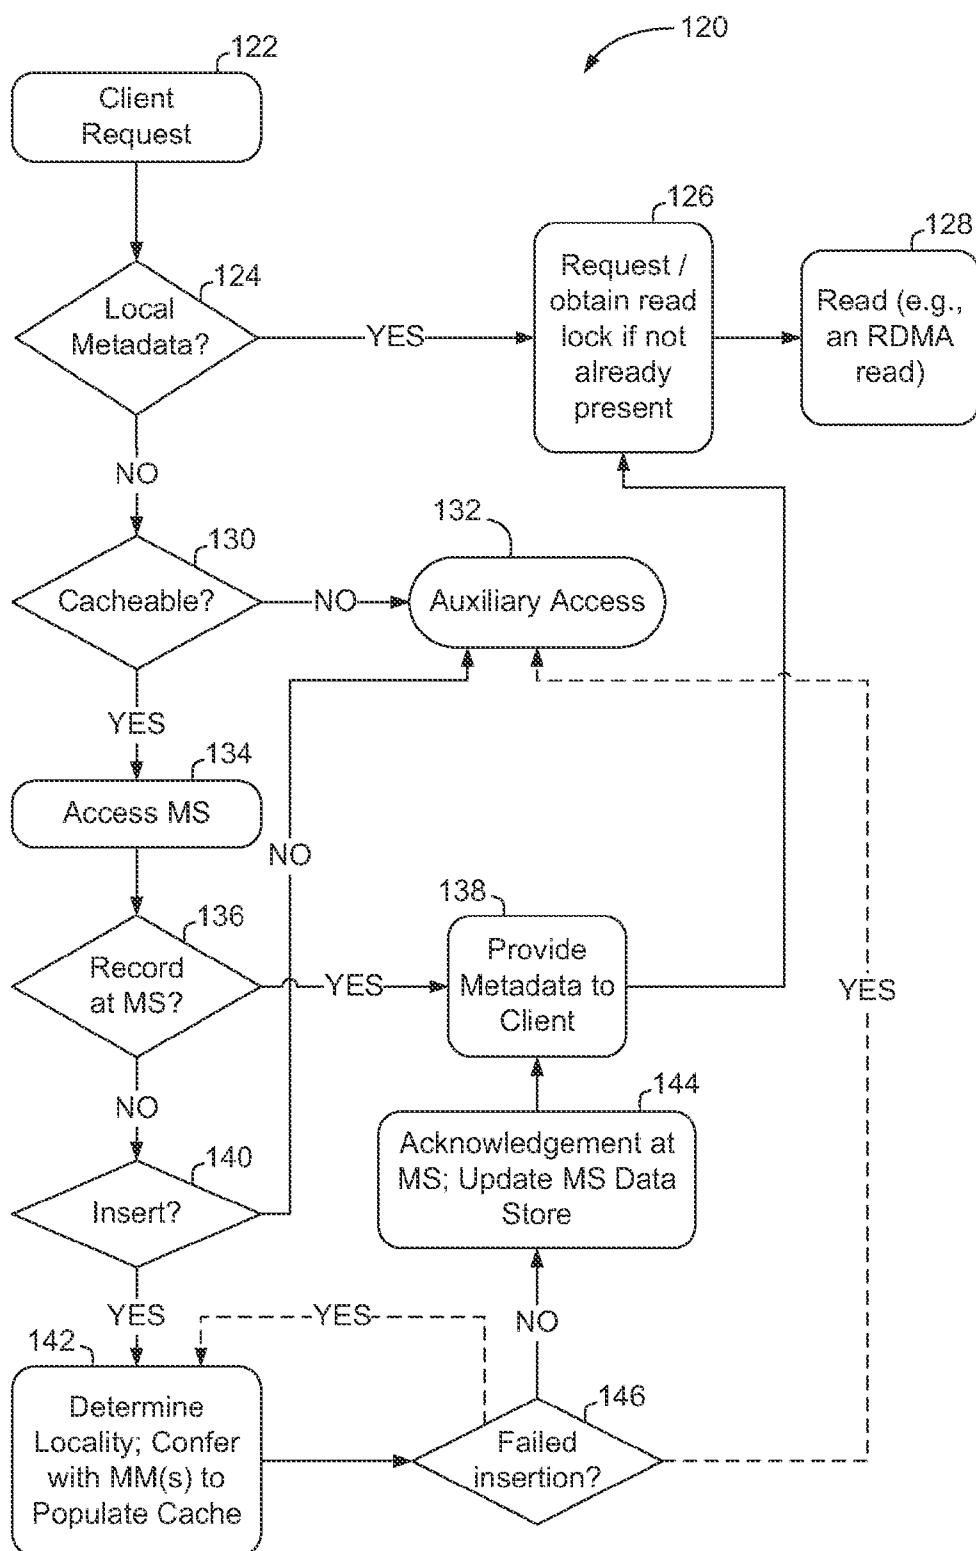 120
122
Client
Request
124
Local
Metadata?
YES
126
Request /
obtain read
lock if not
already
present
128
Read (e.g.,
an RDMA
read)
NO
130
Cacheable?
NO
132
Auxiliary Access
YES
134
Access MS
NO
136
Record
at MS?
YES
138
Provide
Metadata to
Client
YES
NO
140
Insert?
144
Acknowledgement at
MS; Update MS Data
Store
YES
YES
NO
142
Determine
Locality; Confer
with MM(s) to
Populate Cache
146
Failed
insertion?